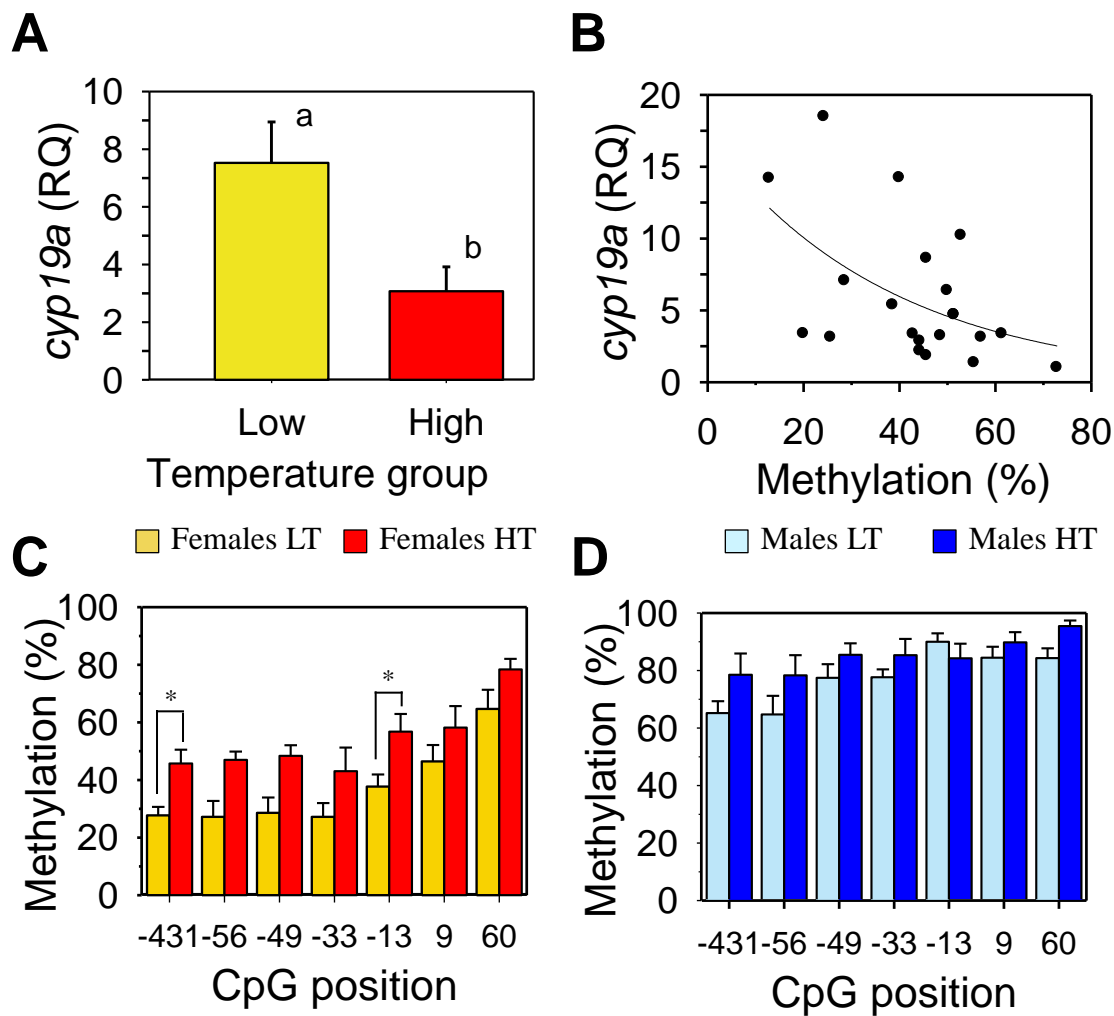 A
10
8
6
4
2
0
cyp19a (RQ)
a
b
Low High
Temperature group
B
20
15
10
5
0
cyp19a (RQ)
0 20 40 60 80
Methylation (%)
Females LT Females HT
C
100
80
60
40
20
0
Methylation (%)
* *
-431 -56 -49 -33 -13 9 60
CpG position
Males LT Males HT
D
100
80
60
40
20
0
Methylation (%)
-431 -56 -49 -33 -13 9 60
CpG position